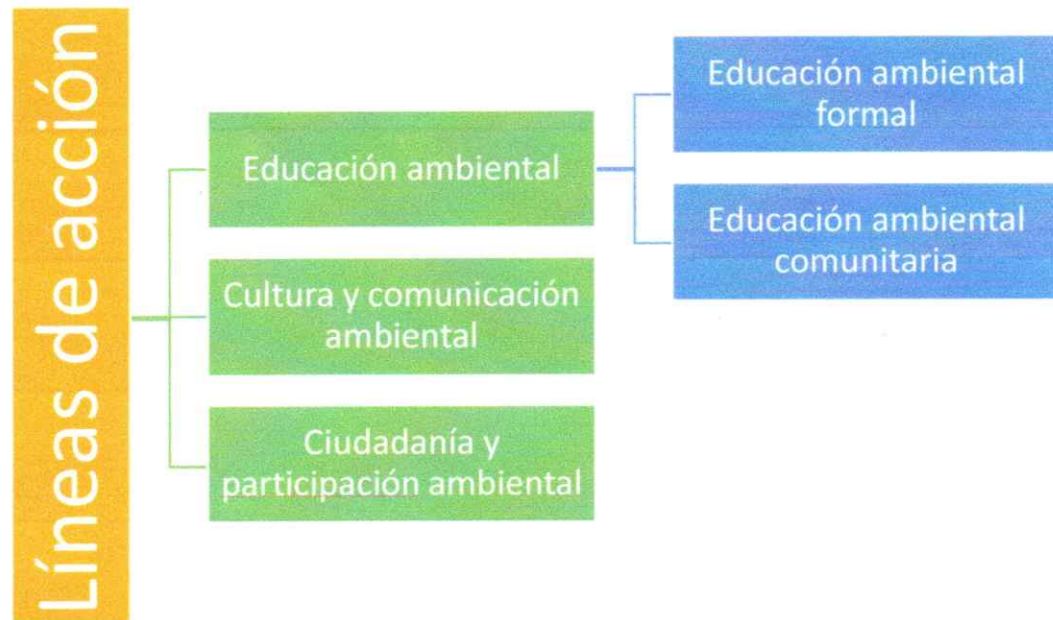 Líneas de acción
Educación ambiental
Cultura y comunicación
ambiental
Ciudadanía y
participación ambiental
Educación ambiental
formal
Educación ambiental
comunitaria